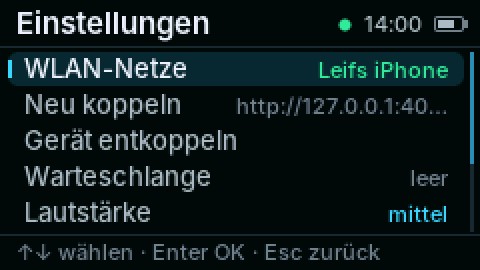 Einstellungen 14:00
WLAN-Netze Leifs iPhone
Neu koppeln http://127.0.0.1:40...
Gerät entkoppeln
Warteschlange leer
Lautstärke mittel
↑↓ wählen · Enter OK · Esc zurück